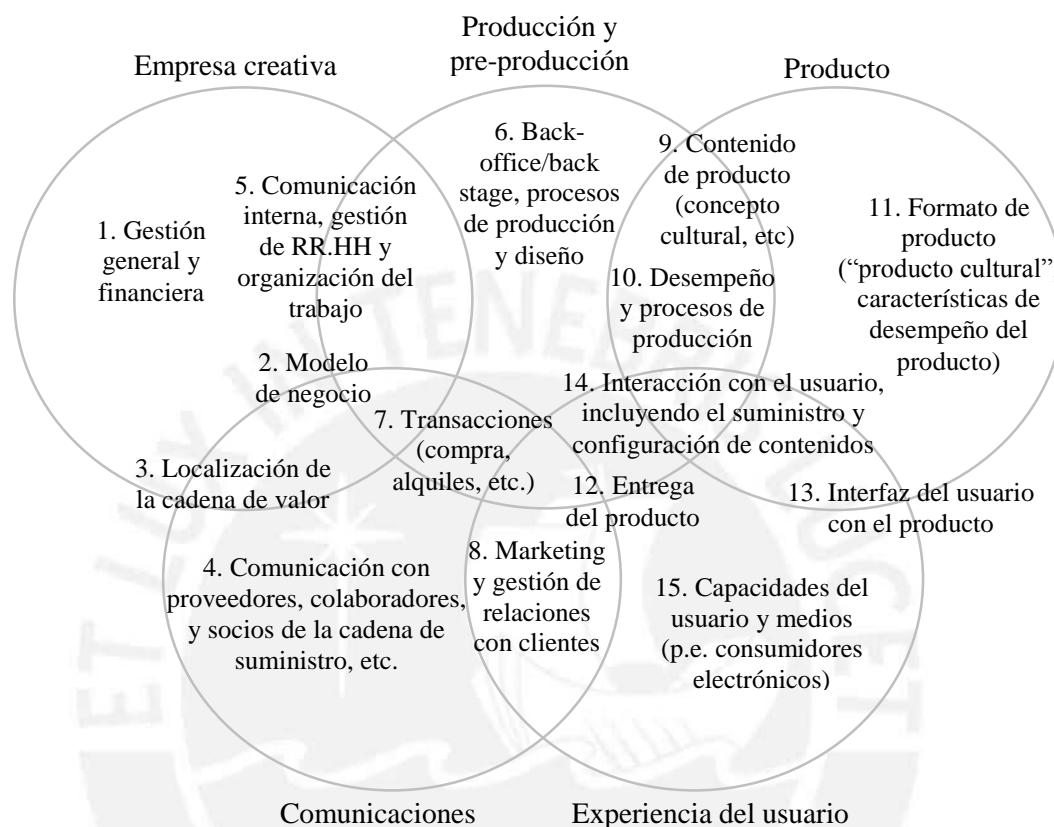 Producción y
pre-producción
Empresa creativa
Producto
6. Back-
office/back
stage, procesos
de producción
y diseño
9. Contenido
de producto
(concepto
cultural, etc)
5. Comunicación
interna, gestión
de RR.HH y
organización del
trabajo
11. Formato de
producto
(“producto cultural”
características de
desempeño del
producto)
1. Gestión
general y
financiera
10. Desempeño
y procesos de
producción
2. Modelo
de negocio
14. Interacción con el usuario,
incluyendo el suministro y
configuración de contenidos
7. Transacciones
(compra,
alquiles, etc.)
3. Localización de
la cadena de valor
12. Entrega
del producto
13. Interfaz del usuario
con el producto
4. Comunicación con
proveedores, colaboradores,
y socios de la cadena de
suministro, etc.
8. Marketing
y gestión de
relaciones
con clientes
15. Capacidades del
usuario y medios
(p.e. consumidores
electrónicos)
Comunicaciones
Experiencia del usuario
ET LUX IN TENEBRIS LUCET